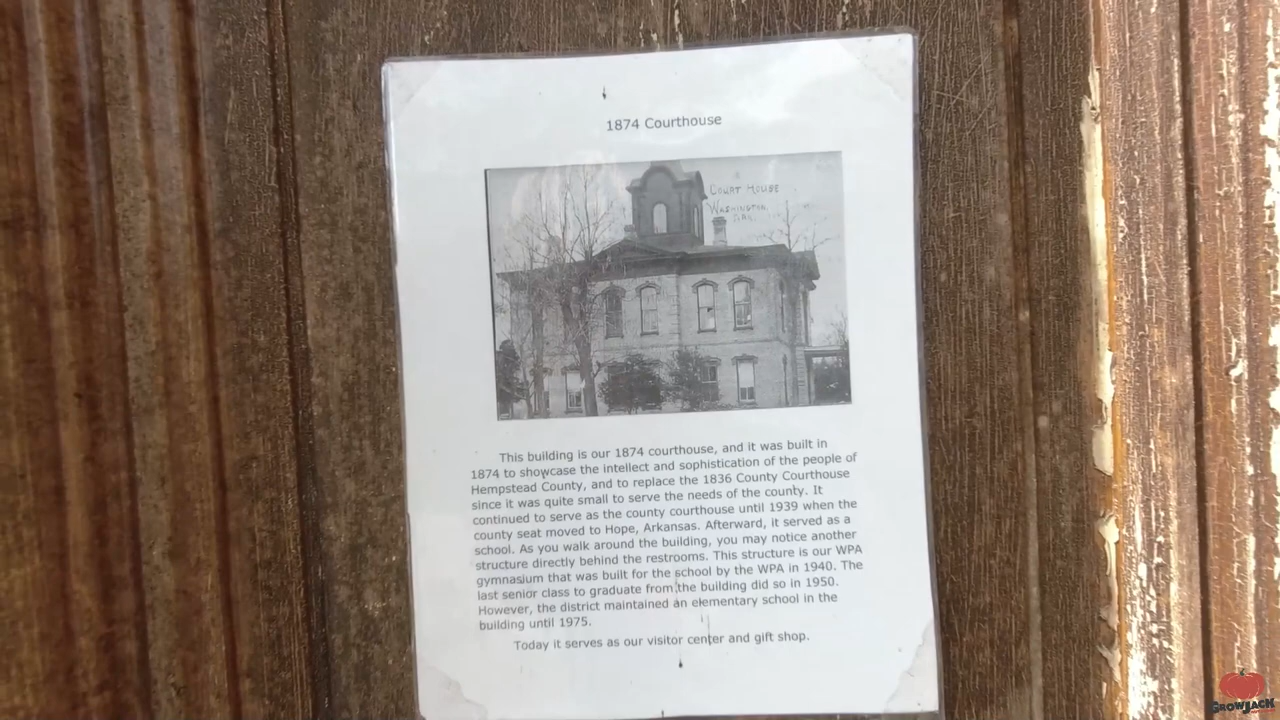 1874 Courthouse
COURT HOUSE
WASHINGTON,
This building is our 1874 courthouse, and it was built in
1874 to showcase the intellect and sophistication of the people of
Hempstead County, and to replace the 1836 County Courthouse
since it was quite small to serve the needs of the county. It
continued to serve as the county courthouse until 1939 when the
county seat moved to Hope, Arkansas. Afterward, it served as a
school. As you walk around the building, you may notice another
structure directly behind the restrooms. This structure is our WPA
gymnasium that was built for the school by the WPA in 1940. The
last senior class to graduate from the building did so in 1950.
However, the district maintained an elementary school in the
building until 1975.
Today it serves as our visitor center and gift shop.
GROWJACK